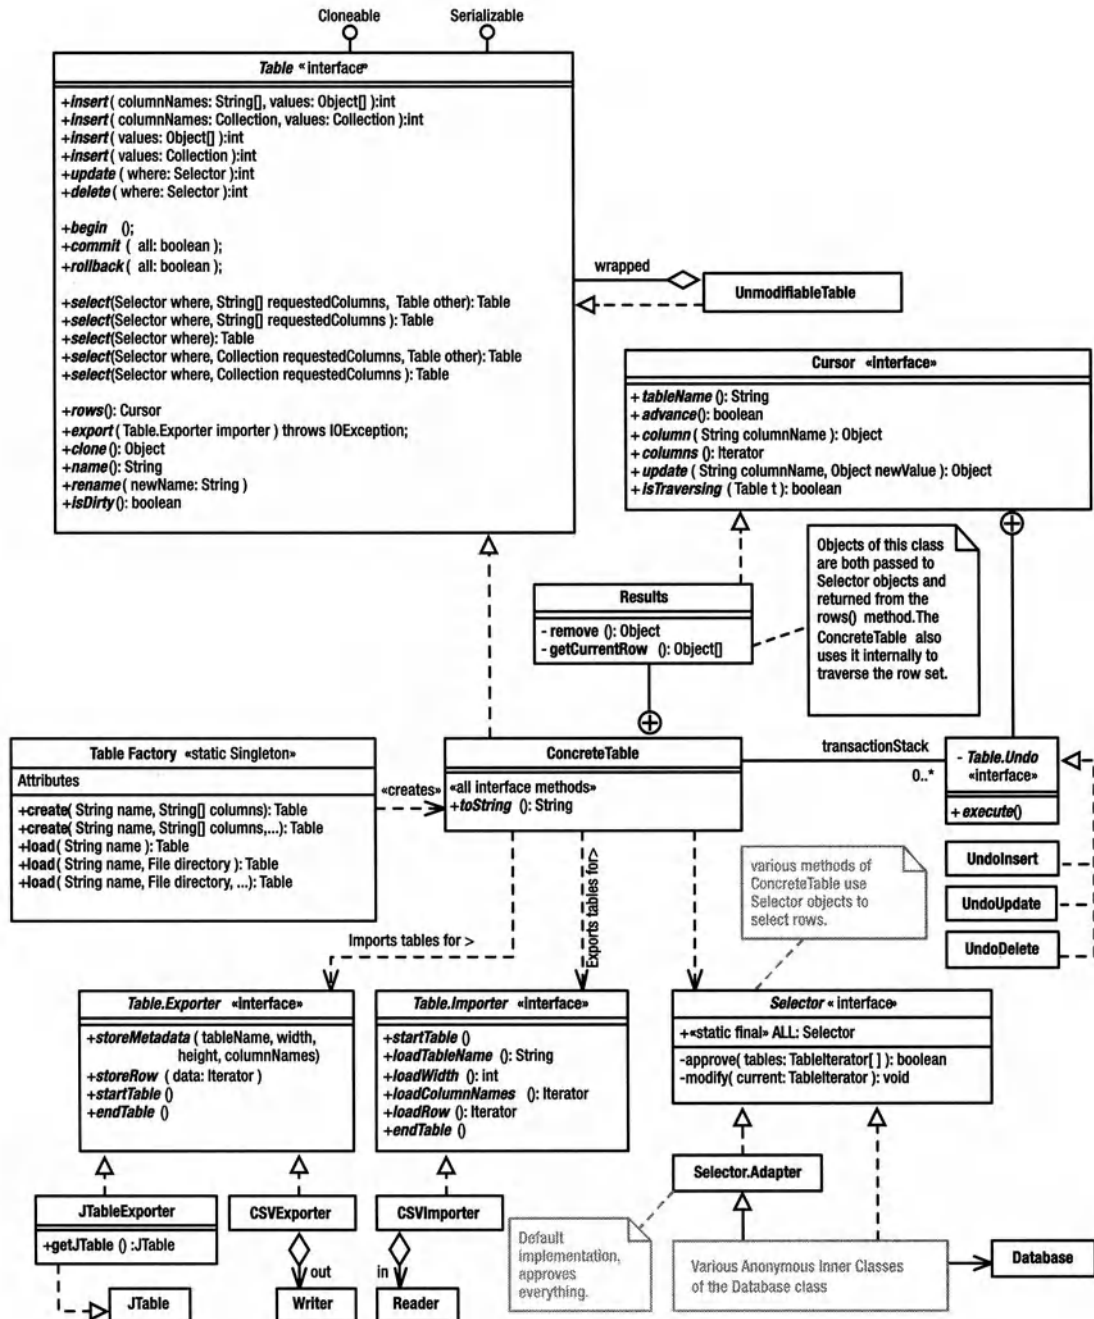 Cloneable
Serializable
Table «interface»
+insert( columnNames: String[], values: Object[] ):int
+insert( columnNames: Collection, values: Collection ):int
+insert( values: Object[] ):int
+insert( values: Collection ):int
+update ( where: Selector ):int
+delete( where: Selector ):int
+begin ();
+commit ( all: boolean );
+rollback ( all: boolean );
+select(Selector where, String[] requestedColumns, Table other): Table
+select(Selector where, String[] requestedColumns ): Table
+select(Selector where): Table
+select(Selector where, Collection requestedColumns, Table other): Table
+select(Selector where, Collection requestedColumns ): Table
+rows(): Cursor
+export ( Table.Exporter importer ) throws IOException;
+clone (): Object
+name(): String
+rename ( newName: String )
+isDirty(): boolean
wrapped
UnmodifiableTable
Cursor «interface»
+ tableName (): String
+ advance(): boolean
+ column ( String columnName ): Object
+ columns (): Iterator
+ update ( String columnName, Object newValue ): Object
+ isTraversing ( Table t ): boolean
Objects of this class
are both passed to
Selector objects and
returned from the
rows() method.The
ConcreteTable also
uses it internally to
traverse the row set.
Results
- remove (): Object
- getCurrentRow (): Object[]
Table Factory «static Singleton»
Attributes
+create( String name, String[] columns): Table
+create( String name, String[] columns,...): Table
+load( String name ): Table
+load( String name, File directory ): Table
+load( String name, File directory, ...): Table
«creates»
ConcreteTable
«all interface methods»
+toString (): String
transactionStack
0..*
- Table.Undo
«interface»
+ execute()
UndoInsert
UndoUpdate
UndoDelete
various methods of
ConcreteTable use
Selector objects to
select rows.
Imports tables for >
Exports tables for>
Table.Exporter «interface»
+storeMetadata ( tableName, width,
height, columnNames)
+storeRow ( data: Iterator )
+startTable ()
+endTable ()
Table.Importer «interface»
+startTable ()
+loadTableName (): String
+loadWidth (): int
+loadColumnNames (): Iterator
+loadRow (): Iterator
+endTable ()
Selector « interface»
+«static final» ALL: Selector
-approve( tables: TableIterator[ ] ): boolean
-modify( current: TableIterator ): void
Selector.Adapter
JTableExporter
+getJTable () :JTable
CSVExporter
CSVImporter
Default
implementation,
approves
everything.
Various Anonymous Inner Classes
of the Database class
Database
out
in
JTable
Writer
Reader